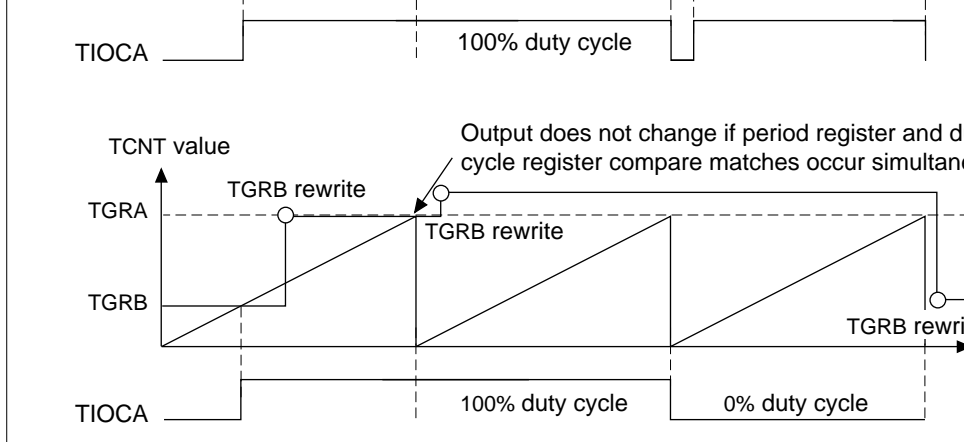 TIOCA
100% duty cycle
Output does not change if period register and
cycle register compare matches occur
TCNT value
TGRB rewrite
TGRA
TGRB rewrite
TGRB
TGRB
TIOCA
100% duty cycle
0% duty cycle